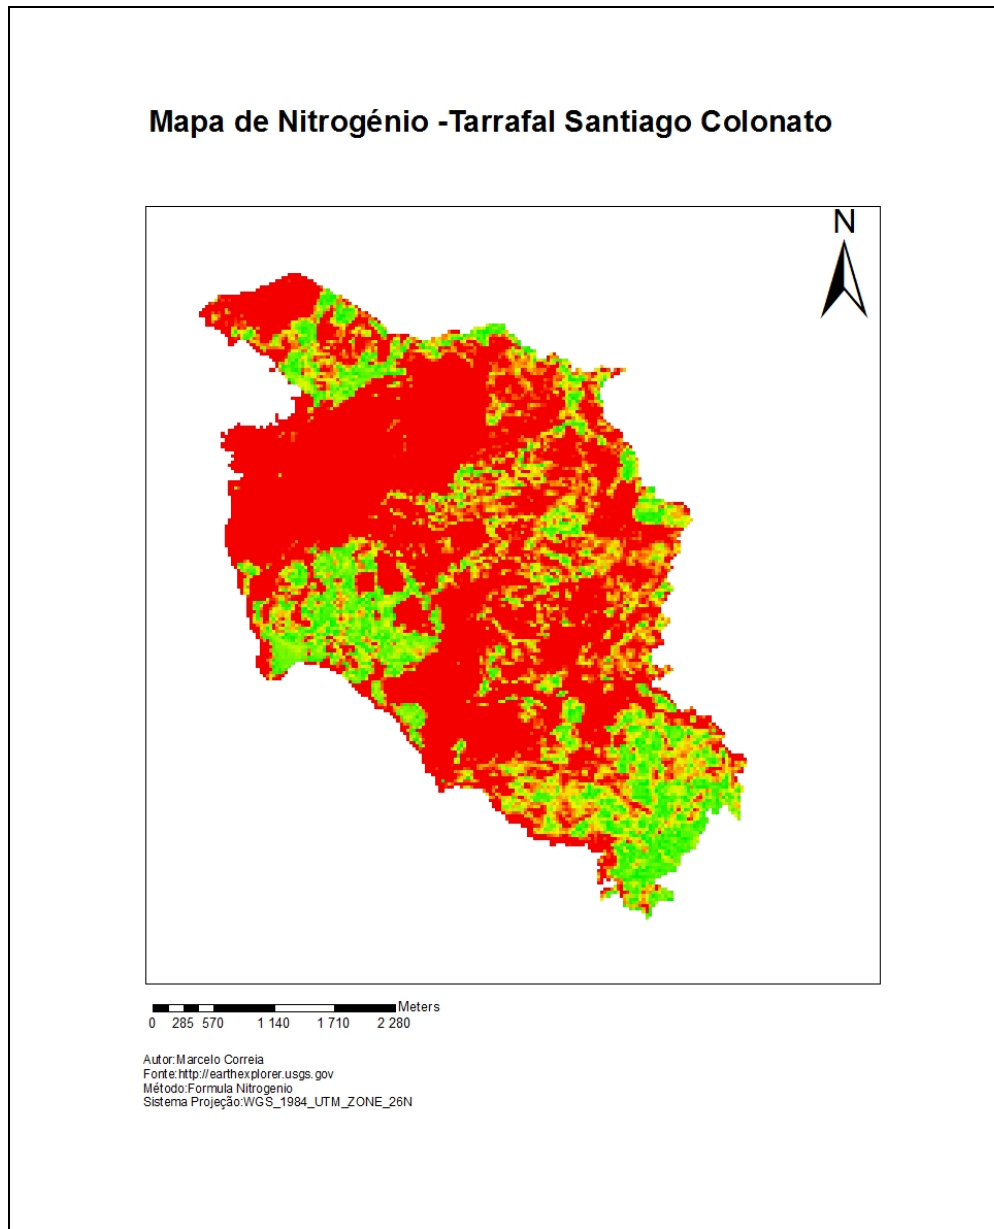 Mapa de Nitrogénio -Tarrafal Santiago Colonato
N
Meters
0 285 570 1 140 1 710 2 280
Autor:Marcelo Correia
Fonte:http://earthexplorer.usgs.gov
Método:Formula Nitrogenio
Sistema Projeção:WGS_1984_UTM_ZONE_26N